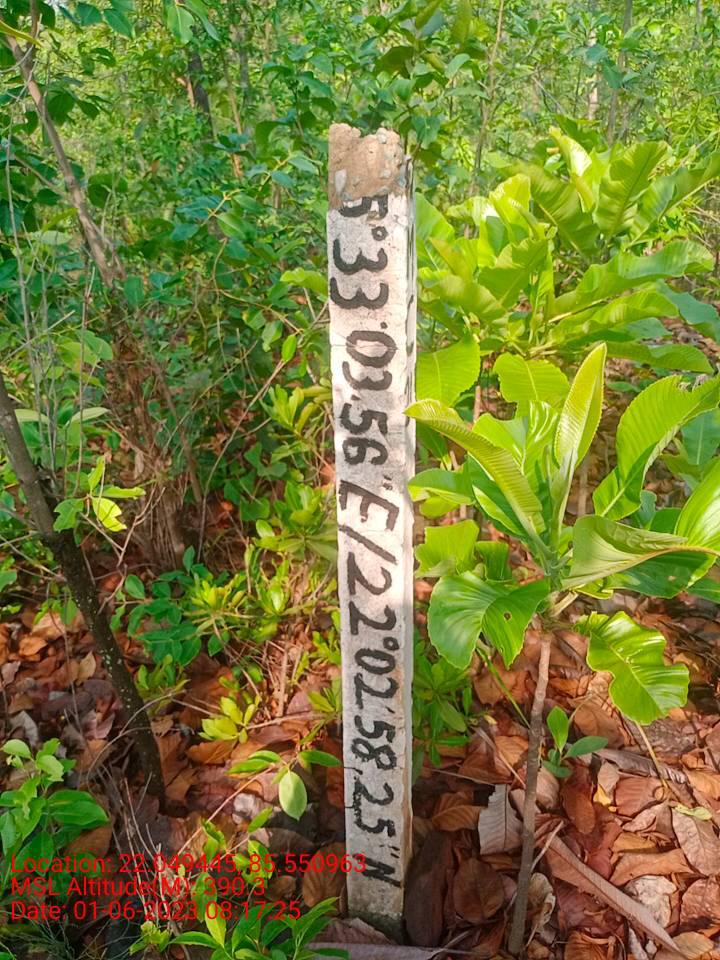 5°33'03.56"E/22°02'58.25"N
Location: 22.049445, 85.550963
MSL Altitude(M): 390.3
Date: 01-06-2023 08:17:25